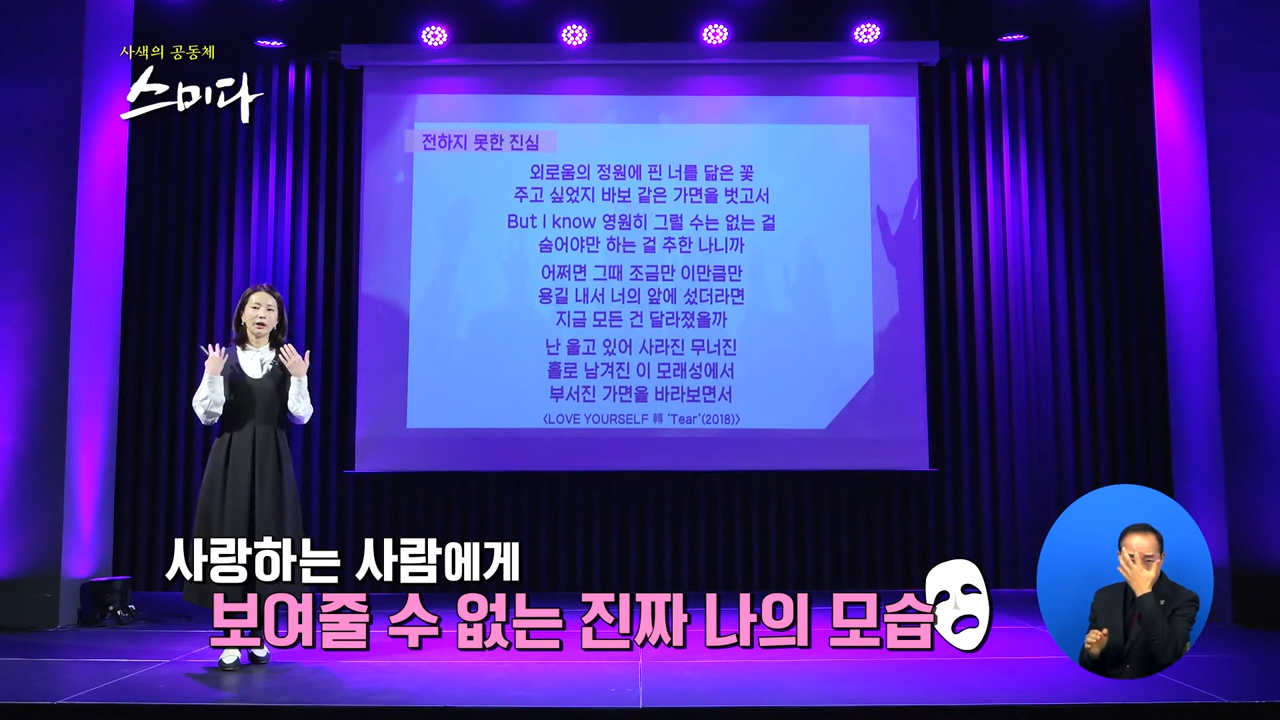 사색의 공동체
스미다
전하지 못한 진심
외로움의 정원에 핀 너를 닮은 꽃
주고 싶었지 바보 같은 가면을 벗고서
But I know 영원히 그럴 수는 없는 걸
숨어야만 하는 걸 추한 나니까
어쩌면 그때 조금만 이만큼만
용길 내서 너의 앞에 섰더라면
지금 모든 건 달라졌을까
난 울고 있어 사라진 무너진
홀로 남겨진 이 모래성에서
부서진 가면을 바라보면서
〈LOVE YOURSELF 轉 ‘Tear’(2018)〉
사랑하는 사람에게
보여줄 수 없는 진짜 나의 모습